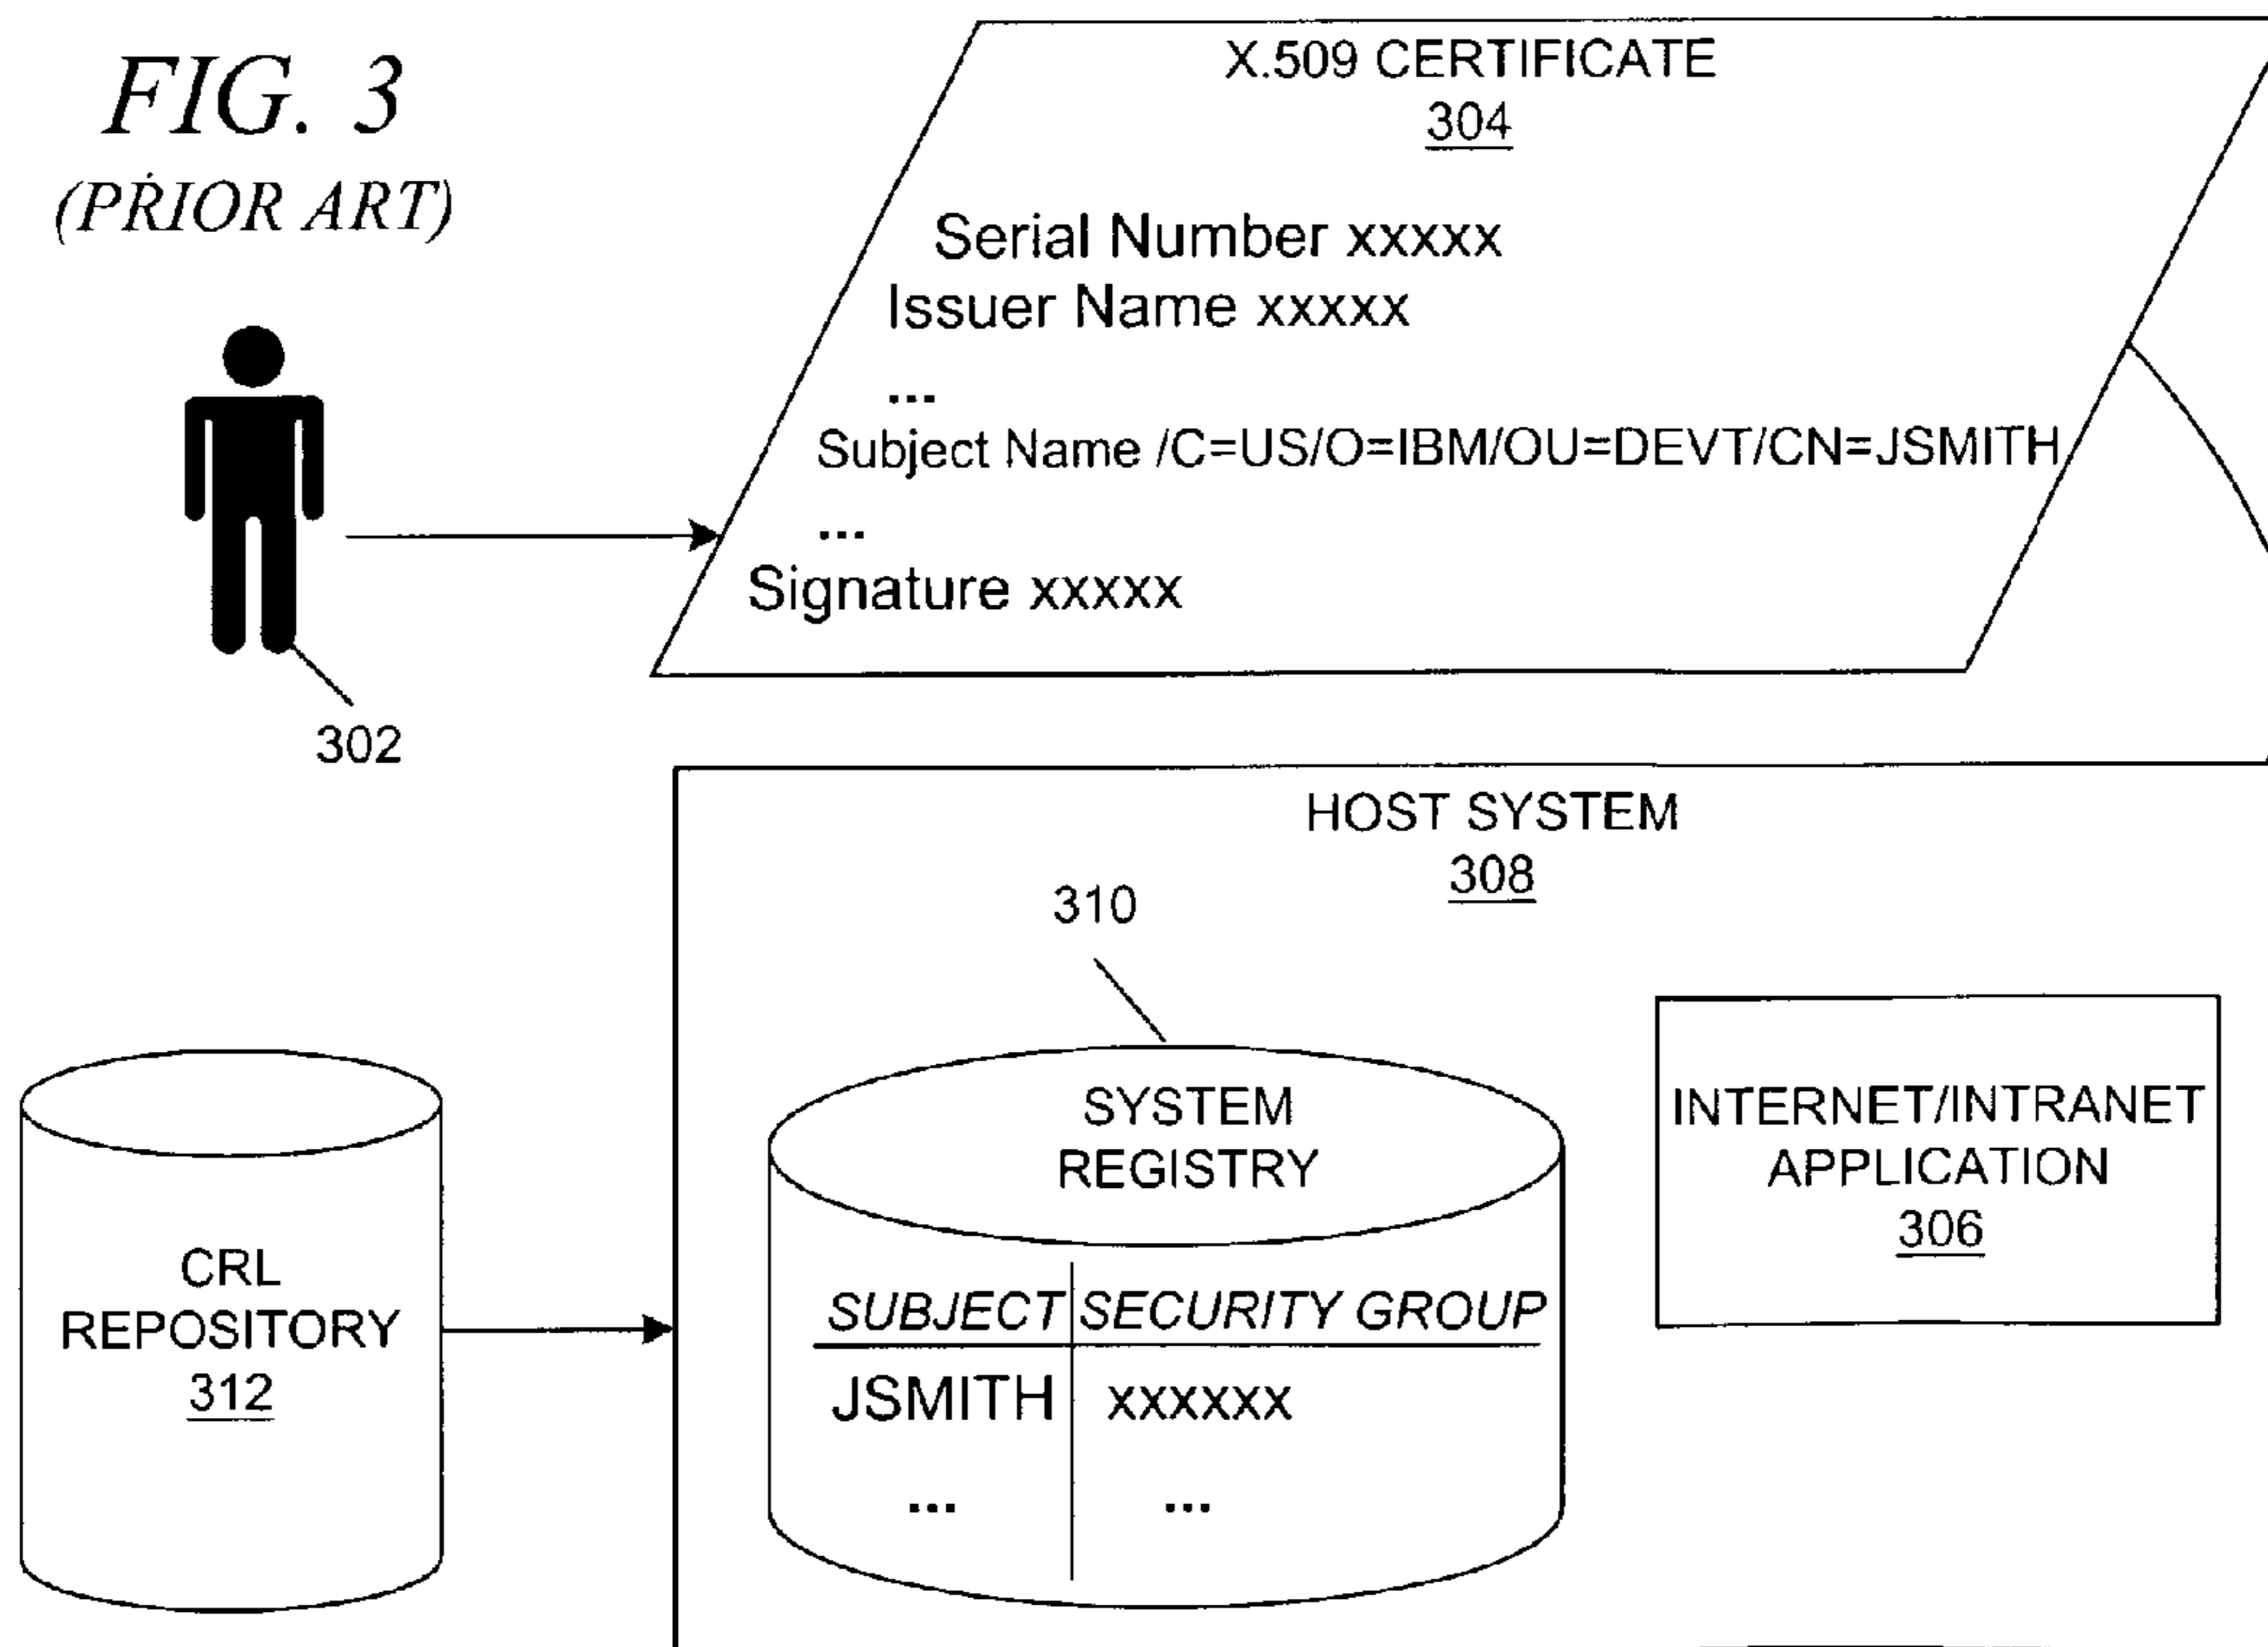 FIG. 3
(PRIOR ART)
X.509 CERTIFICATE
304
Serial Number xxxxx
Issuer Name xxxxx
...
Subject Name /C=US/O=IBM/OU=DEVT/CN=JSMITH
...
Signature xxxxx
302
HOST SYSTEM
308
310
SYSTEM
REGISTRY
SUBJECT SECURITY GROUP
JSMITH xxxxxx
... ...
INTERNET/INTRANET
APPLICATION
306
CRL
REPOSITORY
312